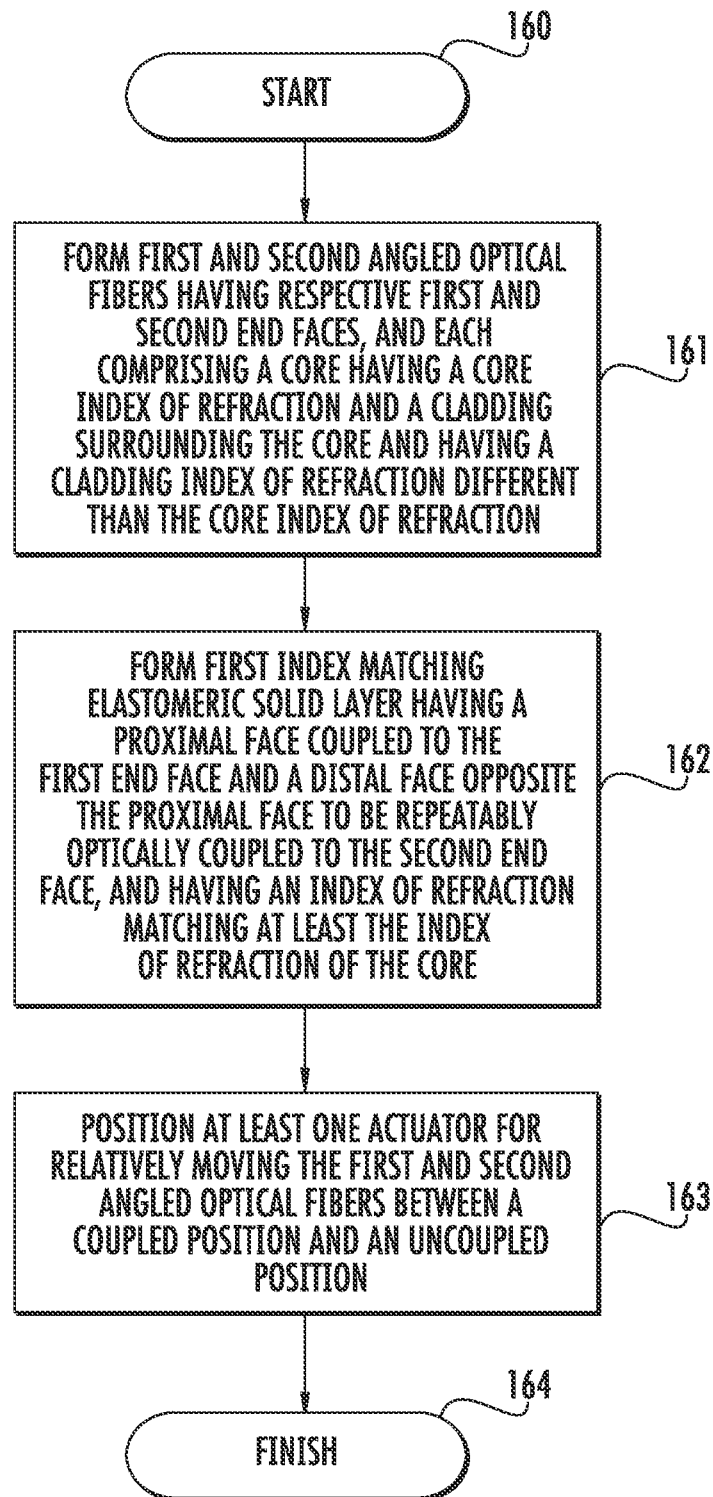 160
START
FORM FIRST AND SECOND ANGLED OPTICAL
FIBERS HAVING RESPECTIVE FIRST AND
SECOND END FACES, AND EACH
COMPRISING A CORE HAVING A CORE
INDEX OF REFRACTION AND A CLADDING
SURROUNDING THE CORE AND HAVING A
CLADDING INDEX OF REFRACTION DIFFERENT
THAN THE CORE INDEX OF REFRACTION
161
FORM FIRST INDEX MATCHING
ELASTOMERIC SOLID LAYER HAVING A
PROXIMAL FACE COUPLED TO THE
FIRST END FACE AND A DISTAL FACE OPPOSITE
THE PROXIMAL FACE TO BE REPEATABLY
OPTICALLY COUPLED TO THE SECOND END
FACE, AND HAVING AN INDEX OF REFRACTION
MATCHING AT LEAST THE INDEX
OF REFRACTION OF THE CORE
162
POSITION AT LEAST ONE ACTUATOR FOR
RELATIVELY MOVING THE FIRST AND SECOND
ANGLED OPTICAL FIBERS BETWEEN A
COUPLED POSITION AND AN UNCOUPLED
POSITION
163
164
FINISH